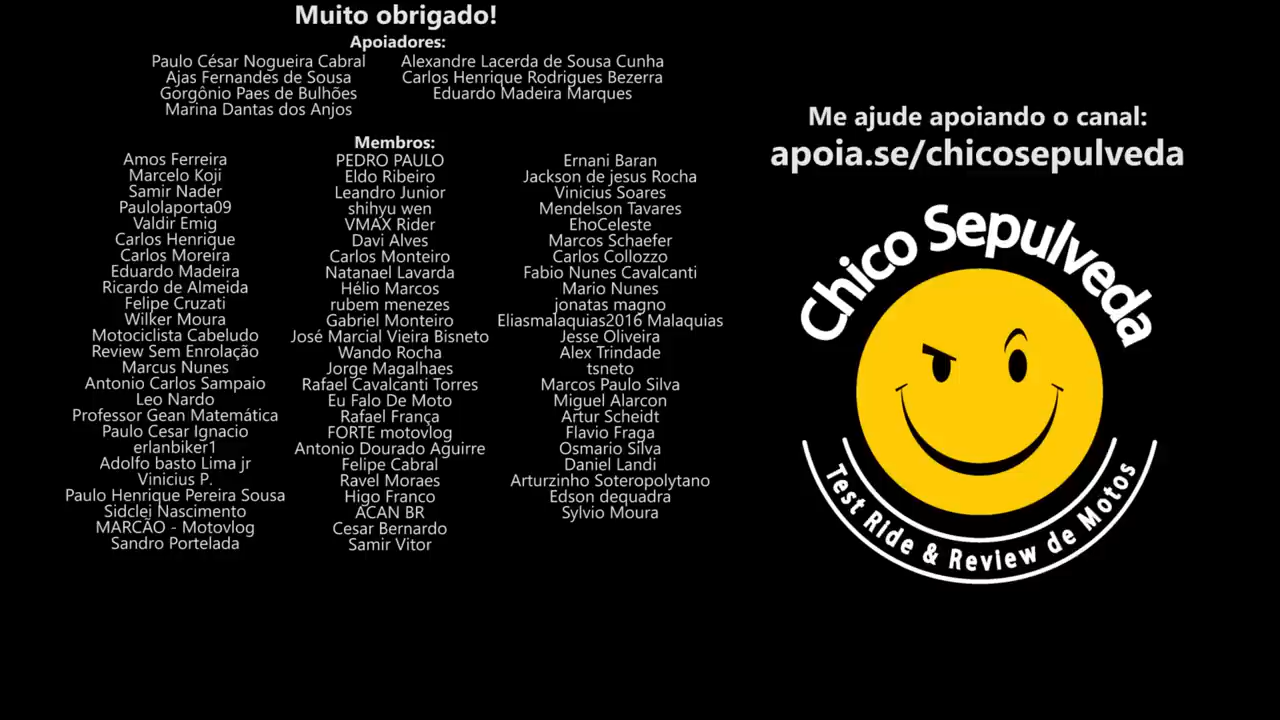 Muito obrigado!
Apoiadores:
Paulo César Nogueira Cabral
Ajas Fernandes de Sousa
Gorgônio Paes de Bulhões
Marina Dantas dos Anjos
Alexandre Lacerda de Sousa Cunha
Carlos Henrique Rodrigues Bezerra
Eduardo Madeira Marques
Membros:
Amos Ferreira
Marcelo Koji
Samir Nader
Paulolaporta09
Valdir Emig
Carlos Henrique
Carlos Moreira
Eduardo Madeira
Ricardo de Almeida
Felipe Cruzati
Wilker Moura
Motociclista Cabeludo
Review Sem Enrolação
Marcus Nunes
Antonio Carlos Sampaio
Leo Nardo
Professor Gean Matemática
Paulo Cesar Ignacio
erlanbiker1
Adolfo basto Lima jr
Vinicius P.
Paulo Henrique Pereira Sousa
Sidclei Nascimento
MARCÃO - Motovlog
Sandro Portelada
PEDRO PAULO
Eldo Ribeiro
Leandro Junior
shihyu wen
VMAX Rider
Davi Alves
Carlos Monteiro
Natanael Lavarda
Hélio Marcos
rubem menezes
Gabriel Monteiro
José Marcial Vieira Bisneto
Wando Rocha
Jorge Magalhaes
Rafael Cavalcanti Torres
Eu Falo De Moto
Rafael França
FORTE motovlog
Antonio Dourado Aguirre
Felipe Cabral
Ravel Moraes
Higo Franco
ACAN BR
Cesar Bernardo
Samir Vitor
Ernani Baran
Jackson de jesus Rocha
Vinicius Soares
Mendelson Tavares
EhoCeleste
Marcos Schaefer
Carlos Collozzo
Fabio Nunes Cavalcanti
Mario Nunes
jonatas magno
Eliasmalaquias2016 Malaquias
Jesse Oliveira
Alex Trindade
tsneto
Marcos Paulo Silva
Miguel Alarcon
Artur Scheidt
Flavio Fraga
Osmario Silva
Daniel Landi
Arturzinho Soteropolytano
Edson dequadra
Sylvio Moura
Me ajude apoiando o canal:
apoia.se/chicosepulveda
Chico Sepulveda
Test Ride & Review de Motos